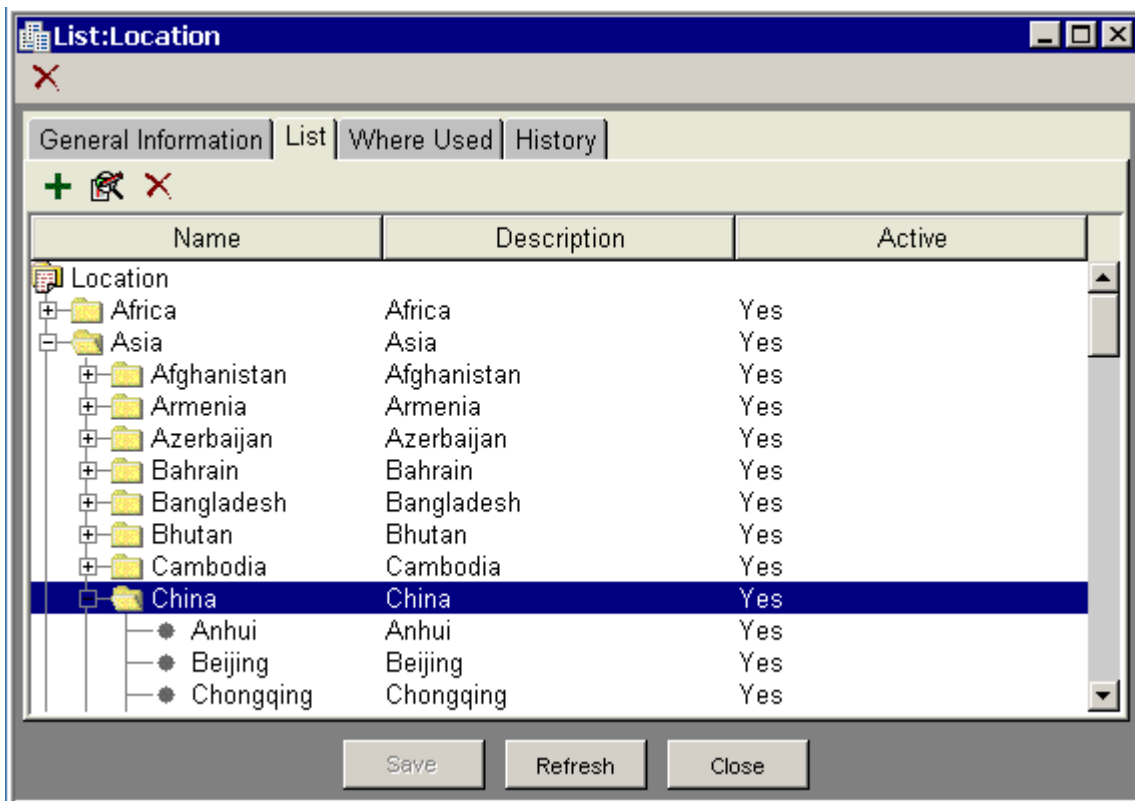 List:Location
General Information List Where Used History
Name Description Active
Location
Africa Africa Yes
Asia Asia Yes
Afghanistan Afghanistan Yes
Armenia Armenia Yes
Azerbaijan Azerbaijan Yes
Bahrain Bahrain Yes
Bangladesh Bangladesh Yes
Bhutan Bhutan Yes
Cambodia Cambodia Yes
China China Yes
Anhui Anhui Yes
Beijing Beijing Yes
Chongqing Chongqing Yes
Save Refresh Close